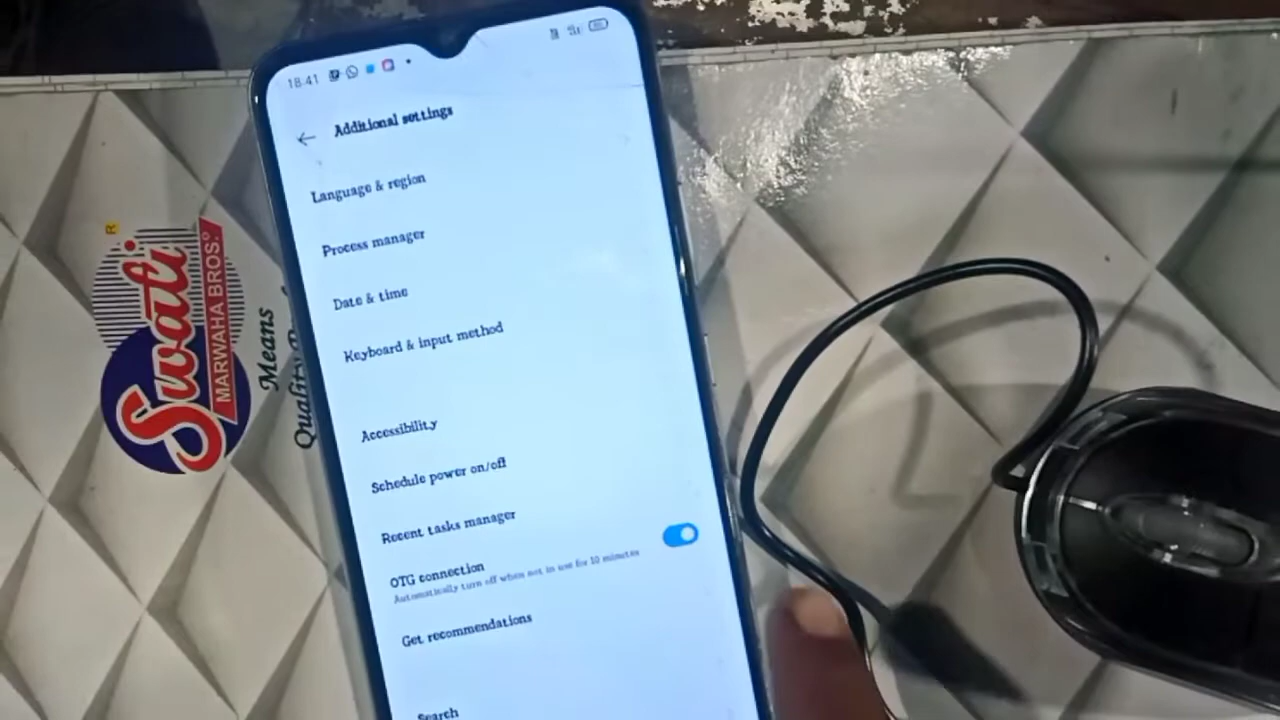 18:41
Additional settings
Language & region
Process manager
Date & time
Keyboard & input method
Accessibility
Schedule power on/off
Recent tasks manager
OTG connection
Automatically turn off when not in use for 10 minutes
Get recommendations
Search
Swati
R
MARWAHA BROS.
Means
Quality